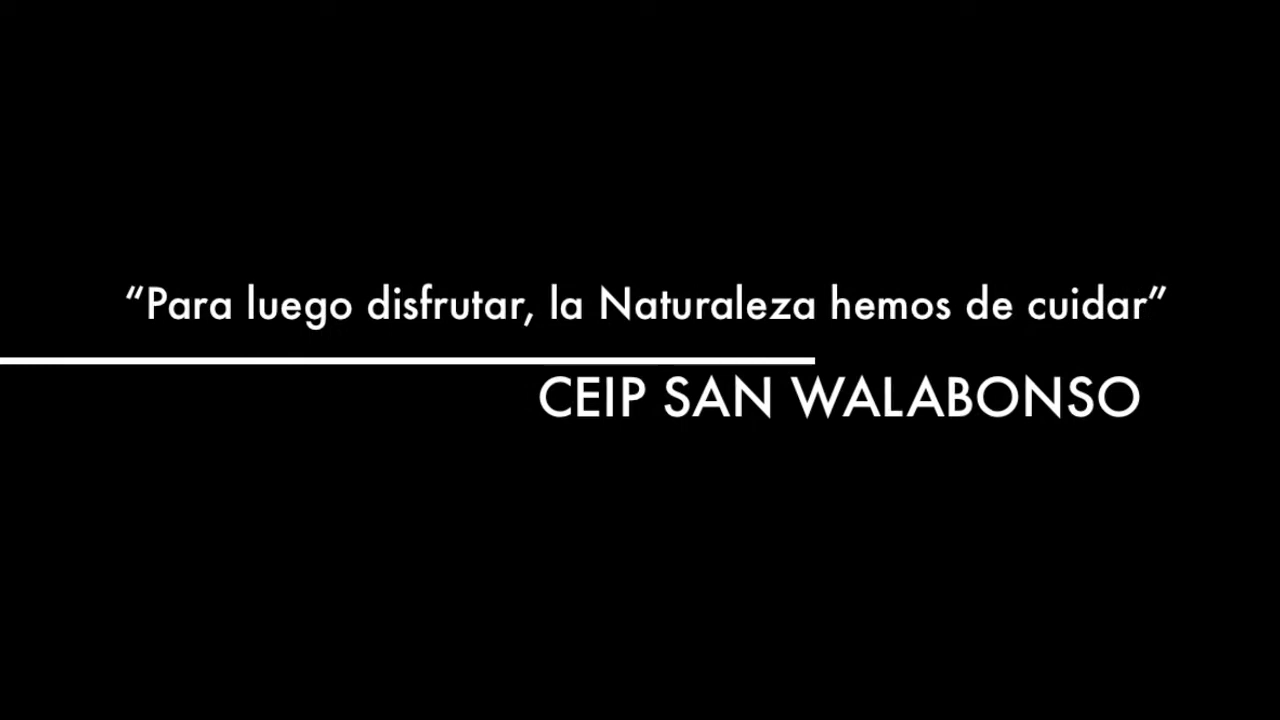 “Para luego disfrutar, la Naturaleza hemos de cuidar”
CEIP SAN WALABONSO